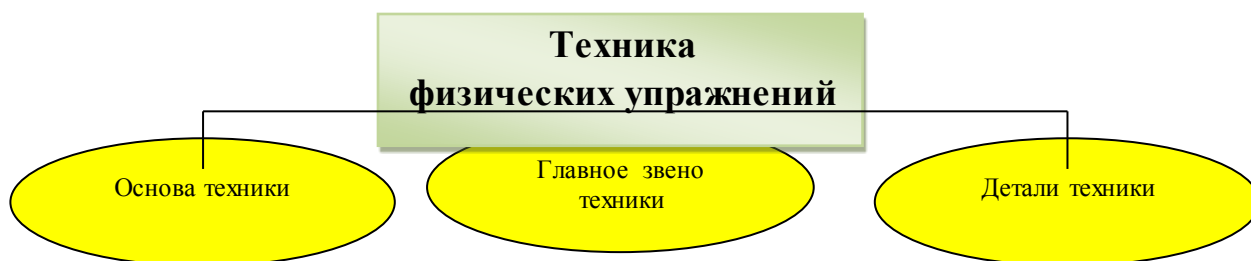 Техника
физических упражнений
Основа техники
Главное звено
техники
Детали техники